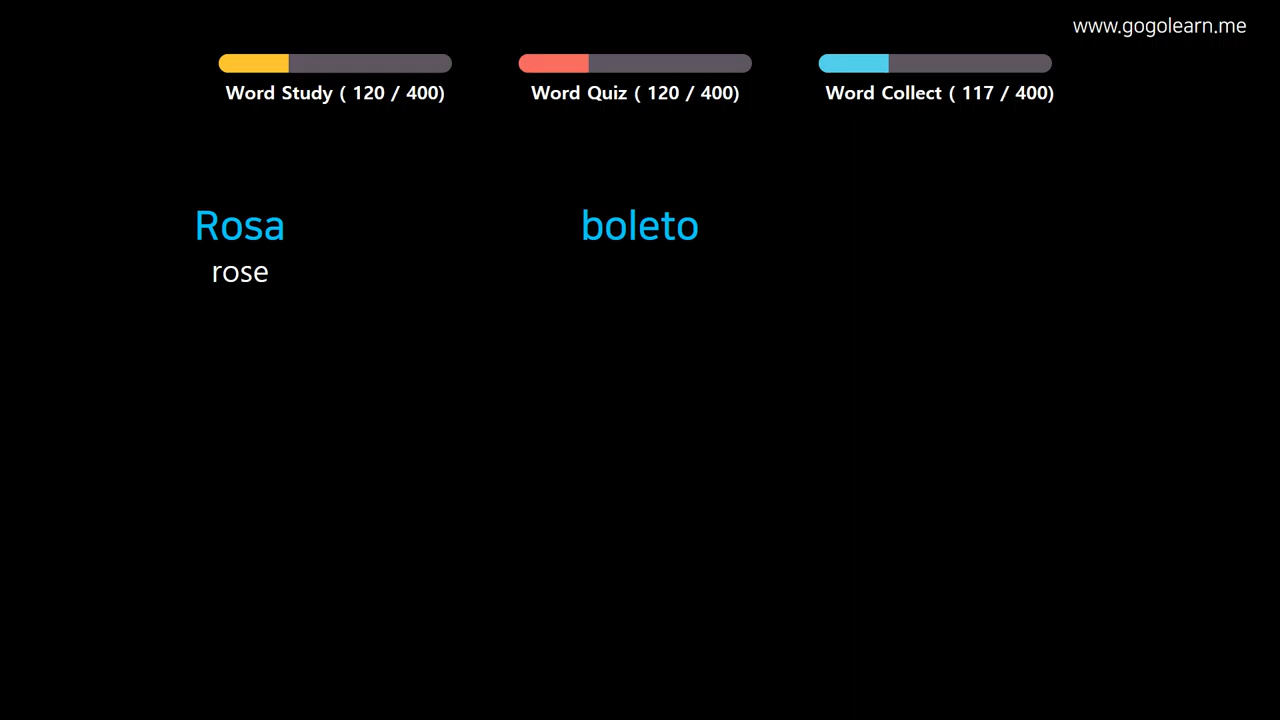 www.gogolearn.me
Word Study ( 120 / 400)
Word Quiz ( 120 / 400)
Word Collect ( 117 / 400)
Rosa
rose
boleto